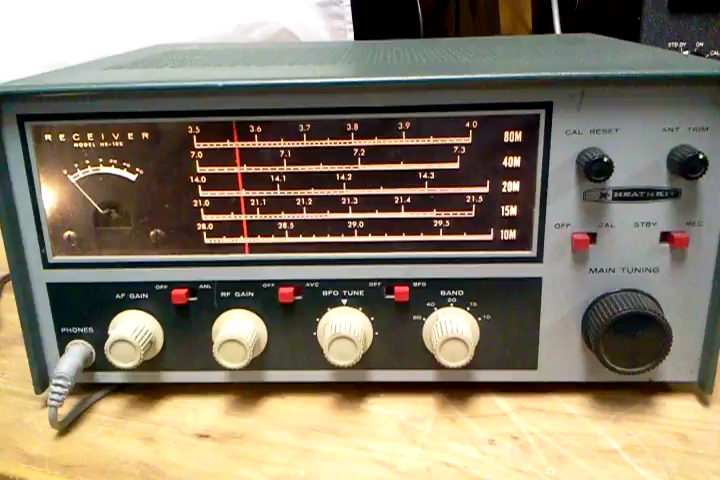 STD BY ON
CAL
RECEIVER
MODEL HR-10B
3.5 3.6 3.7 3.8 3.9 4.0 80M
7.0 7.1 7.2 7.3 40M
14.0 14.1 14.2 14.3 20M
21.0 21.1 21.2 21.3 21.4 21.5 15M
28.0 28.5 29.0 29.5 10M
CAL RESET ANT TRIM
HEATHKIT
OFF CAL STBY REC
MAIN TUNING
OFF ANL OFF AVC OFF BFO
AF GAIN RF GAIN BFO TUNE BAND
80 40 20 15 10
PHONES